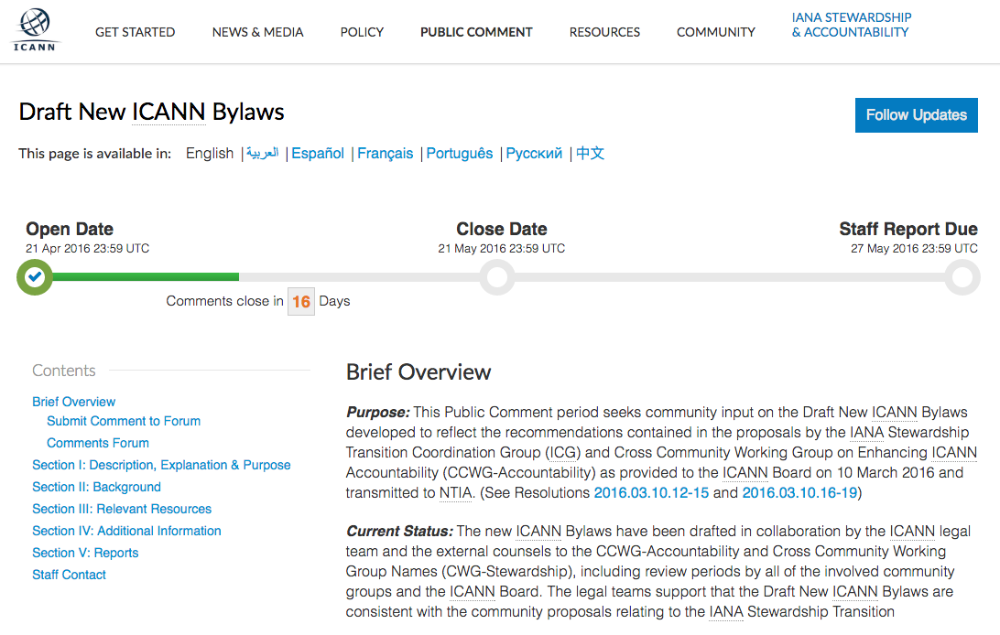 ICANN
GET STARTED NEWS & MEDIA POLICY PUBLIC COMMENT RESOURCES COMMUNITY IANA STEWARDSHIP
& ACCOUNTABILITY
Draft New ICANN Bylaws
Follow Updates
This page is available in: English | العربية | Español | Français | Português | Русский | 中文
Open Date Close Date Staff Report Due
21 Apr 2016 23:59 UTC 21 May 2016 23:59 UTC 27 May 2016 23:59 UTC
Comments close in 16 Days
Contents
Brief Overview
Submit Comment to Forum
Comments Forum
Section I: Description, Explanation & Purpose
Section II: Background
Section III: Relevant Resources
Section IV: Additional Information
Section V: Reports
Staff Contact
Brief Overview
Purpose: This Public Comment period seeks community input on the Draft New ICANN Bylaws
developed to reflect the recommendations contained in the proposals by the IANA Stewardship
Transition Coordination Group (ICG) and Cross Community Working Group on Enhancing ICANN
Accountability (CCWG-Accountability) as provided to the ICANN Board on 10 March 2016 and
transmitted to NTIA. (See Resolutions 2016.03.10.12-15 and 2016.03.10.16-19)
Current Status: The new ICANN Bylaws have been drafted in collaboration by the ICANN legal
team and the external counsels to the CCWG-Accountability and Cross Community Working
Group Names (CWG-Stewardship), including review periods by all of the involved community
groups and the ICANN Board. The legal teams support that the Draft New ICANN Bylaws are
consistent with the community proposals relating to the IANA Stewardship Transition